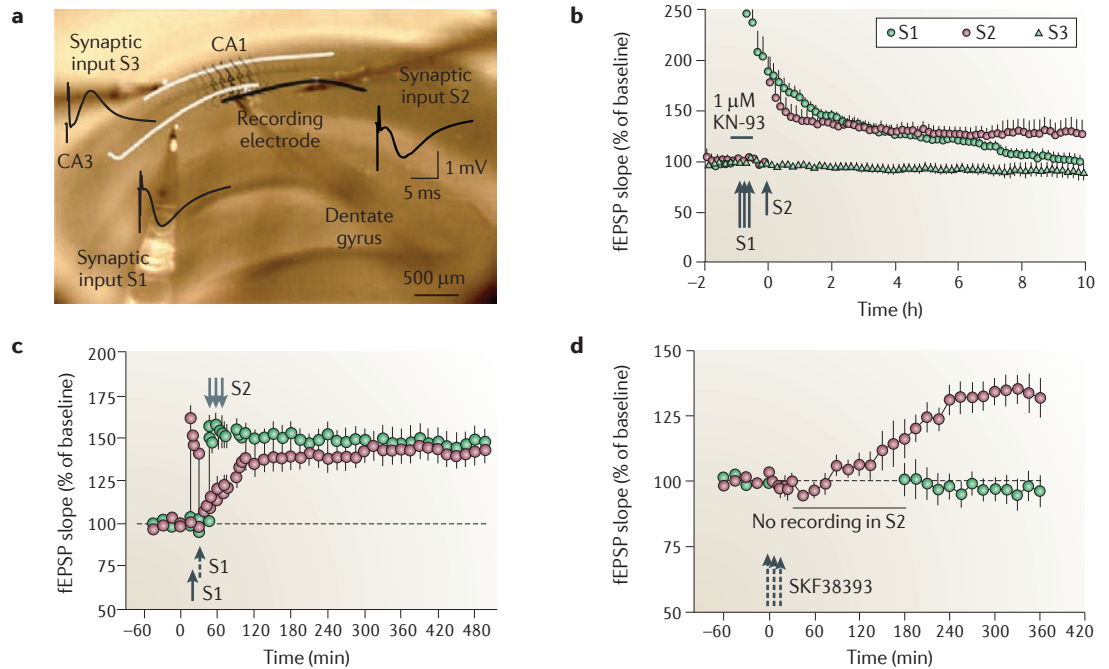 a
Synaptic
input S3
CA1
Synaptic
input S2
Recording
electrode
CA3
1 mV
5 ms
Dentate
gyrus
Synaptic
input S1
500 μm
b
fEPSP slope (% of baseline)
250
200
150
100
50
0
S1
S2
S3
1 μM
KN-93
S1
S2
–2
0
2
4
6
8
10
Time (h)
c
fEPSP slope (% of baseline)
200
175
150
125
100
75
50
S2
S1
S1
–60 0 60 120 180 240 300 360 420 480
Time (min)
d
fEPSP slope (% of baseline)
150
125
100
75
50
No recording in S2
SKF38393
–60 0 60 120 180 240 300 360 420
Time (min)